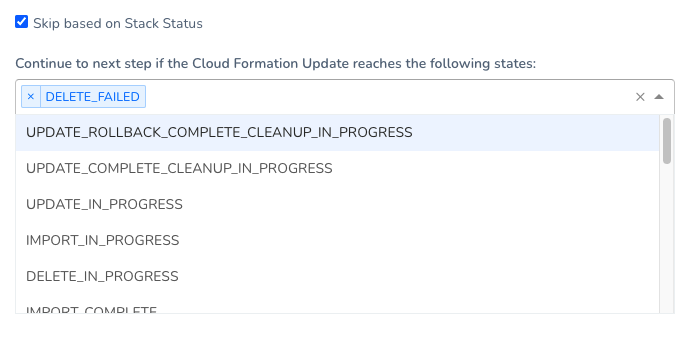 Skip based on Stack Status
Continue to next step if the Cloud Formation Update reaches the following states:
× DELETE_FAILED ×
UPDATE_ROLLBACK_COMPLETE_CLEANUP_IN_PROGRESS
UPDATE_COMPLETE_CLEANUP_IN_PROGRESS
UPDATE_IN_PROGRESS
IMPORT_IN_PROGRESS
DELETE_IN_PROGRESS
IMPORT_COMPLETE